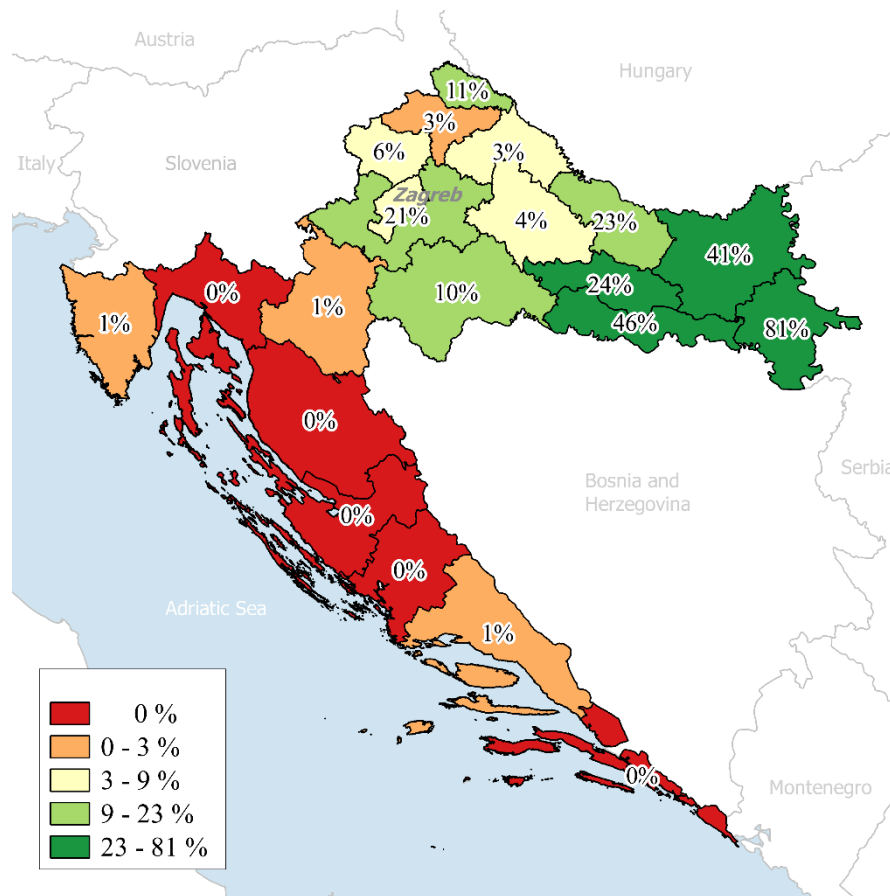 Austria
Hungary
11%
3%
Italy
Slovenia
6%
3%
Zagreb
21%
4%
23%
41%
0%
24%
1%
1%
10%
46%
81%
0%
Bosnia and
Herzegovina
Serbia
0%
0%
Adriatic Sea
1%
0%
Montenegro
0 %
0 - 3 %
3 - 9 %
9 - 23 %
23 - 81 %